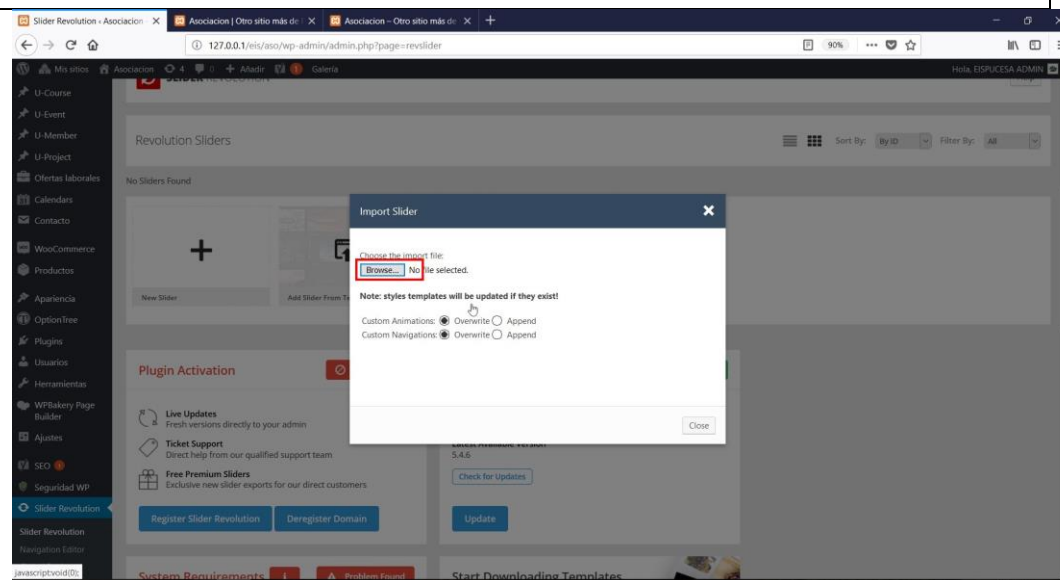 Slider Revolution ‹ Asociacion
Asociacion | Otro sitio más de
Asociacion – Otro sitio más de
127.0.0.1/eis/aso/wp-admin/admin.php?page=revslider
90%
Mis sitios
Asociacion
4
0
Añadir
1
Galería
Hola, EISPUCESA ADMIN
U-Course
U-Event
U-Member
U-Project
Ofertas laborales
Calendars
Contacto
WooCommerce
Productos
Apariencia
OptionTree
Plugins
Usuarios
Herramientas
WPBakery Page
Builder
Ajustes
SEO 1
Seguridad WP
Slider Revolution
Slider Revolution
Navigation Editor
javascript:void(0);
SLIDER REVOLUTION
Revolution Sliders
Sort By: By ID
Filter By: All
No Sliders Found
New Slider
Add Slider From
Import Slider
Choose the import file:
Browse... No file selected.
Note: styles templates will be updated if they exist!
Custom Animations: Overwrite Append
Custom Navigations: Overwrite Append
Close
Plugin Activation
Live Updates
Fresh versions directly to your admin
Ticket Support
Direct help from our qualified support team
Free Premium Sliders
Exclusive new slider exports for our direct customers
Register Slider Revolution
Deregister Domain
Latest Available Version
5.4.6
Check for Updates
Update
System Requirements
Problem Found
Start Downloading Templates